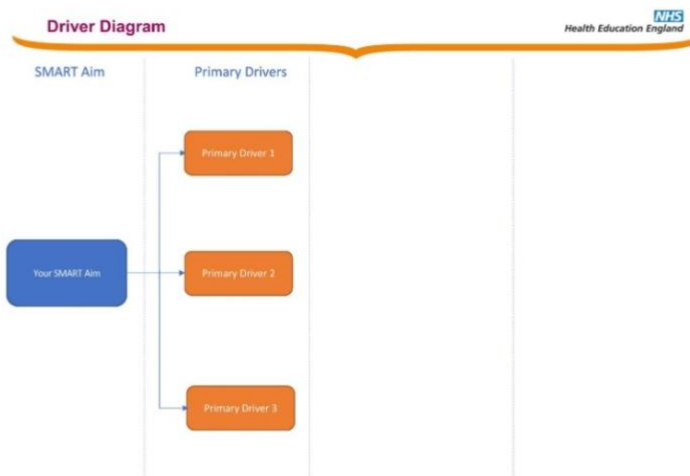 Driver Diagram
NHS
Health Education England
SMART Aim
Primary Drivers
Primary Driver 1
Your SMART Aim
Primary Driver 2
Primary Driver 3